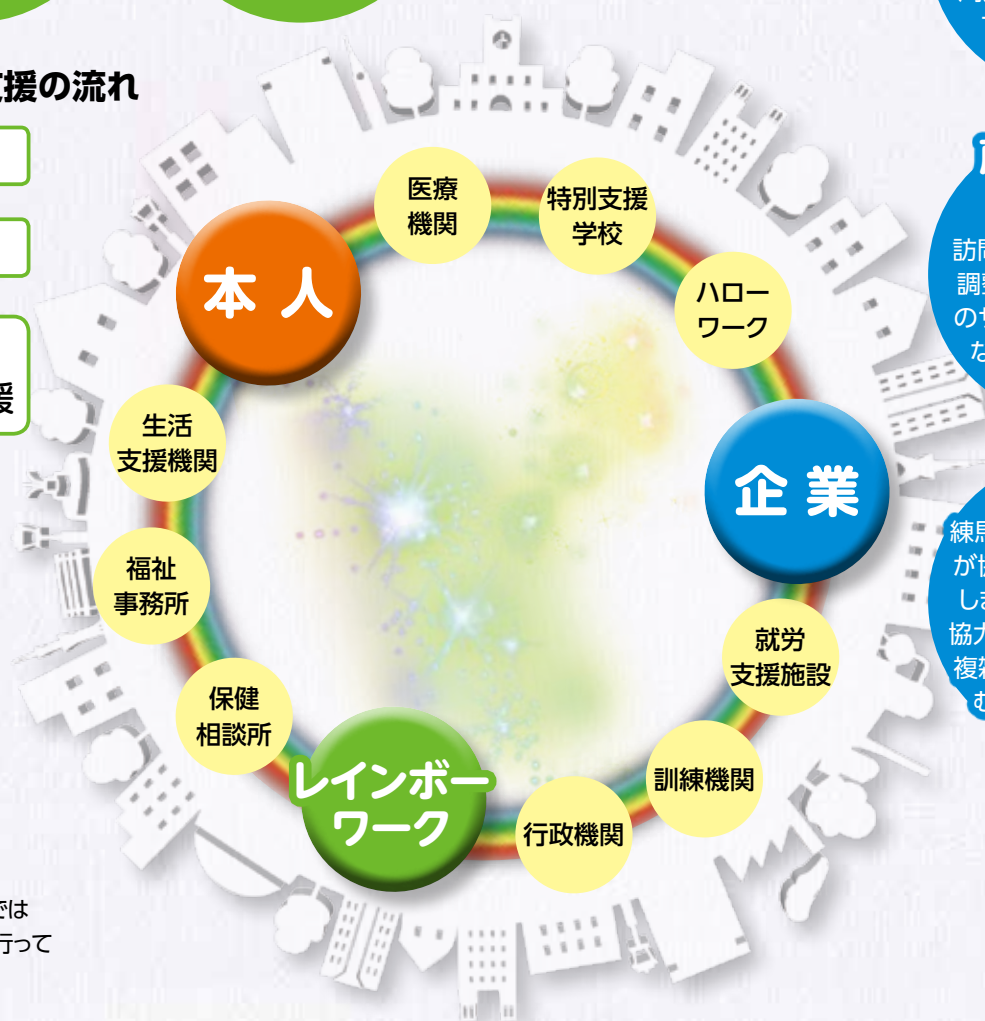 援の流れ
援
医療
機関
特別支援
学校
ハロー
ワーク
本人
企業
生活
支援機関
福祉
事務所
保健
相談所
レインボー
ワーク
行政機関
訓練機関
就労
支援施設
訪問
調整
のサ
な
練馬
が協
しま
協力
複雑
む
では
行って